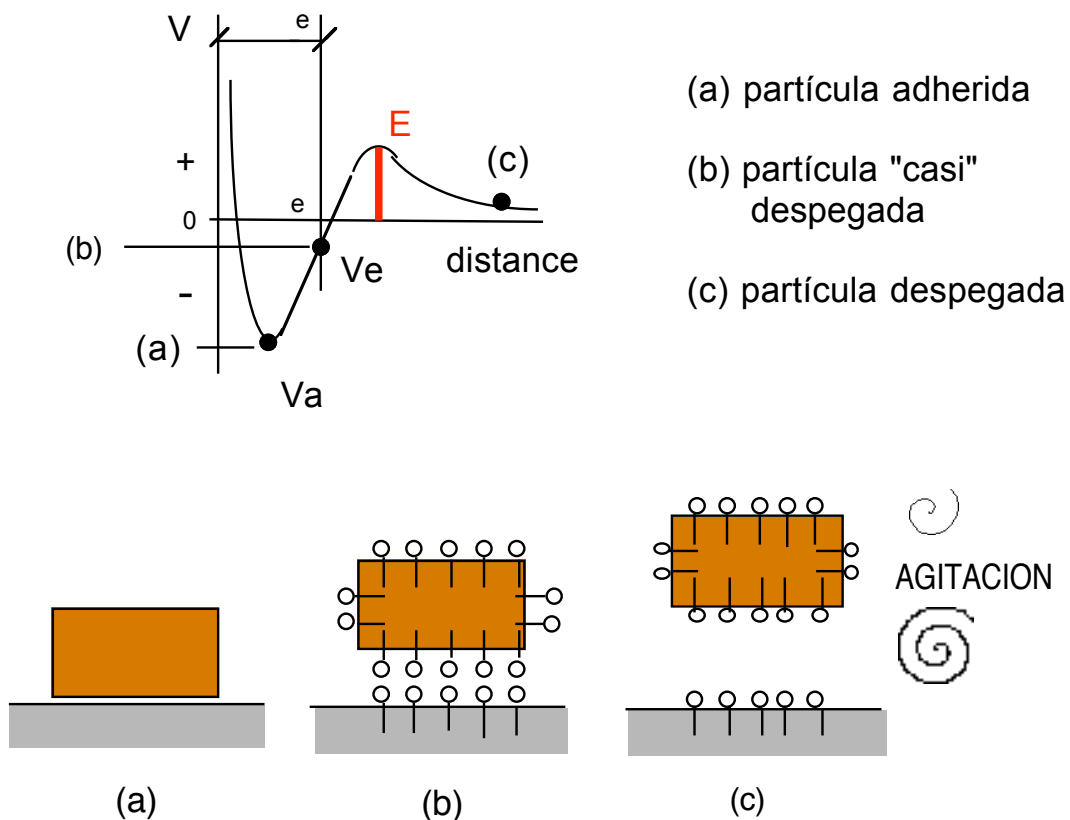 V
e
E
+
(c)
e
0
(b)
Ve
distance
-
(a)
Va
(a) partícula adherida
(b) partícula "casi"
despegada
(c) partícula despegada
AGITACION
(a)
(b)
(c)